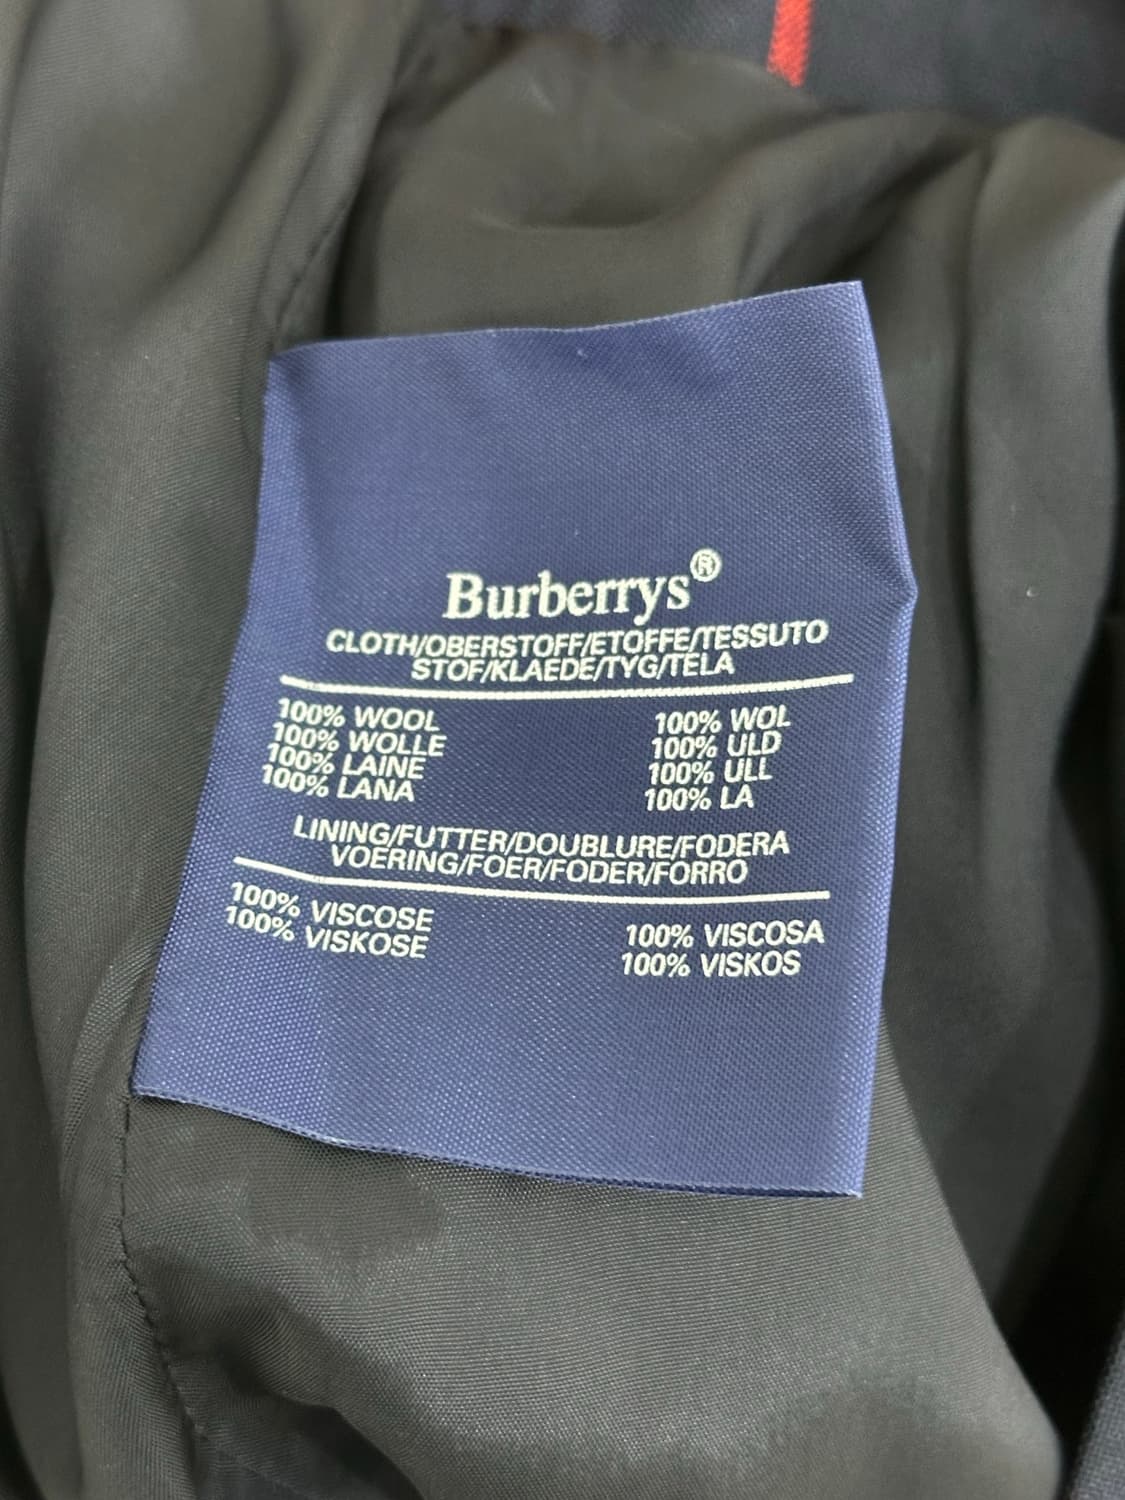 Burberrys®
CLOTH/OBERSTOFF/ETOFFE/TESSUTO
STOF/KLAEDE/TYG/TELA
100% WOOL
100% WOLLE
100% LAINE
100% LANA
100% WOL
100% ULD
100% ULL
100% LA
LINING/FUTTER/DOUBLURE/FODERA
VOERING/FOER/FODER/FORRO
100% VISCOSE
100% VISKOSE
100% VISCOSA
100% VISKOS